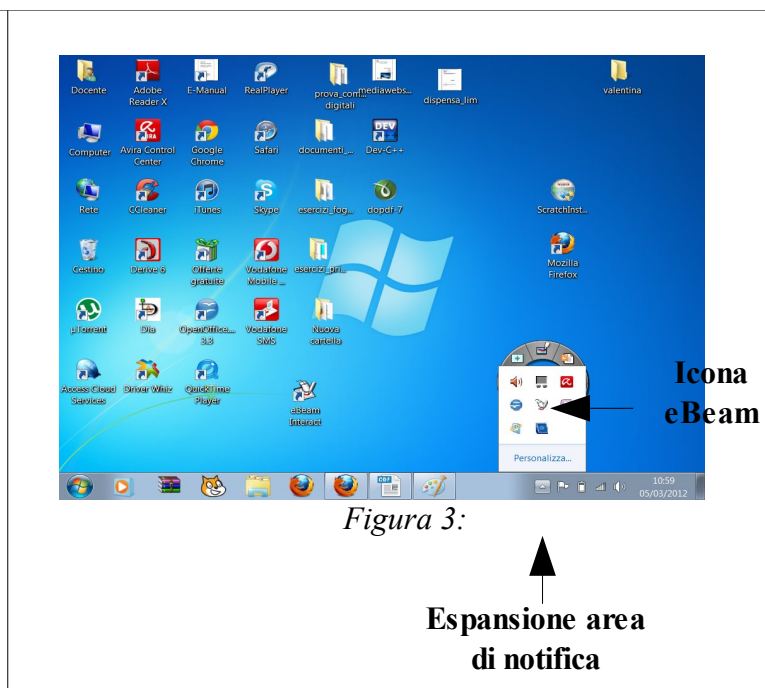 Docente
Adobe
Reader X
E-Manual
RealPlayer
prova_com...
digitali
mediawebs...
dispensa_lim
valentina
Computer
Avira Control
Center
Google
Chrome
Safari
documenti_...
Dev-C++
Rete
CCleaner
iTunes
Skype
esercizi_fog...
dopdf-7
ScratchInst...
Cestino
Derive 6
Offerte
gratuite
Vodafone
Mobile ...
esercizi_pri...
Mozilla
Firefox
µTorrent
Dia
OpenOffice....
3.3
Vodafone
SMS
Nuova
cartella
Access Cloud
Services
Driver Whiz
QuickTime
Player
eBeam
Interact
Icona
eBeam
Personalizza...
10:59
05/03/2012
Figura 3:
Espansione area
di notifica